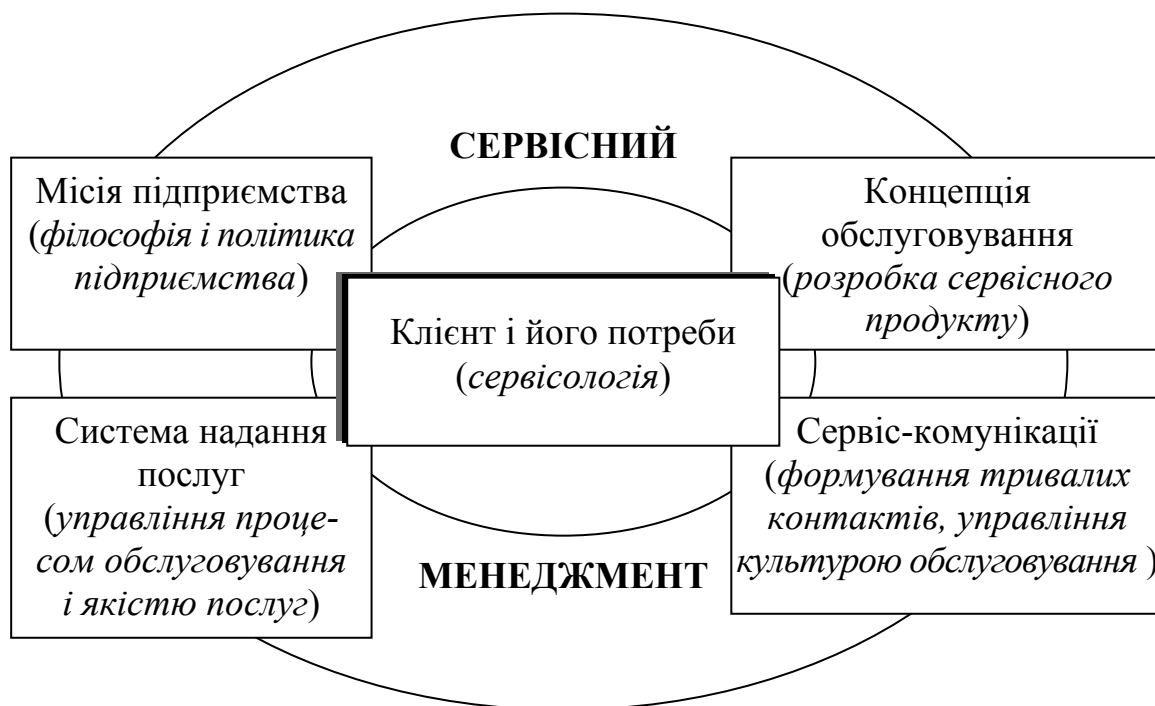 СЕРВІСНИЙ
Місія підприємства
(філософія і політика
підприємства)
Концепція
обслуговування
(розробка сервісного
продукту)
Клієнт і його потреби
(сервісологія)
Система надання
послуг
(управління проце-
сом обслуговування
і якістю послуг)
Сервіс-комунікації
(формування тривалих
контактів, управління
культурою обслуговування )
МЕНЕДЖМЕНТ